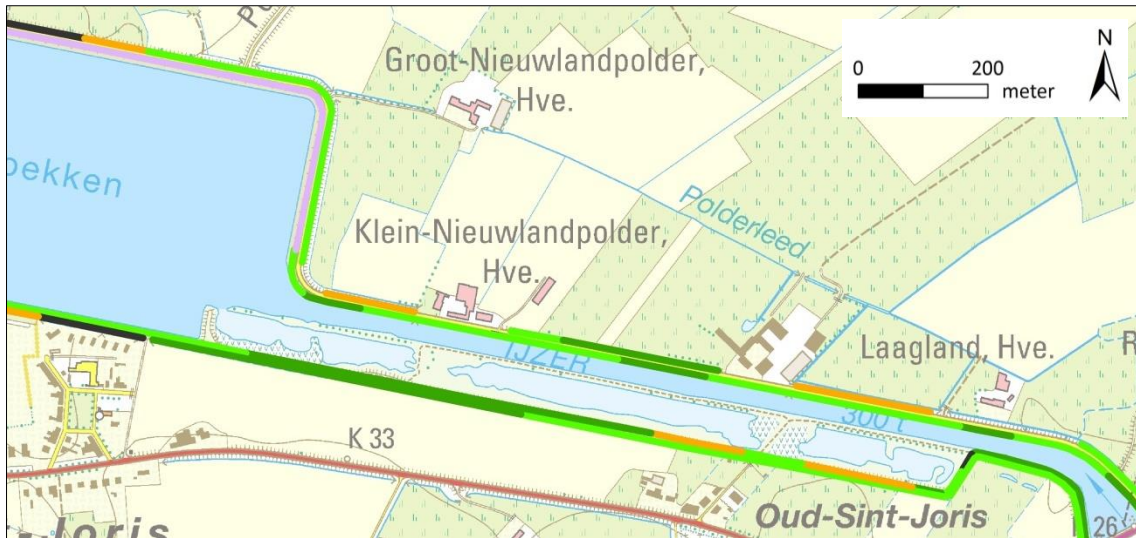 Groot-Nieuwlandpolder,
Hve.
0 200
meter
N
bekken
Polderleed
Klein-Nieuwlandpolder,
Hve.
IJZER
Laagland, Hve.
R
300 t
K 33
Oud-Sint-Joris
Joris
26